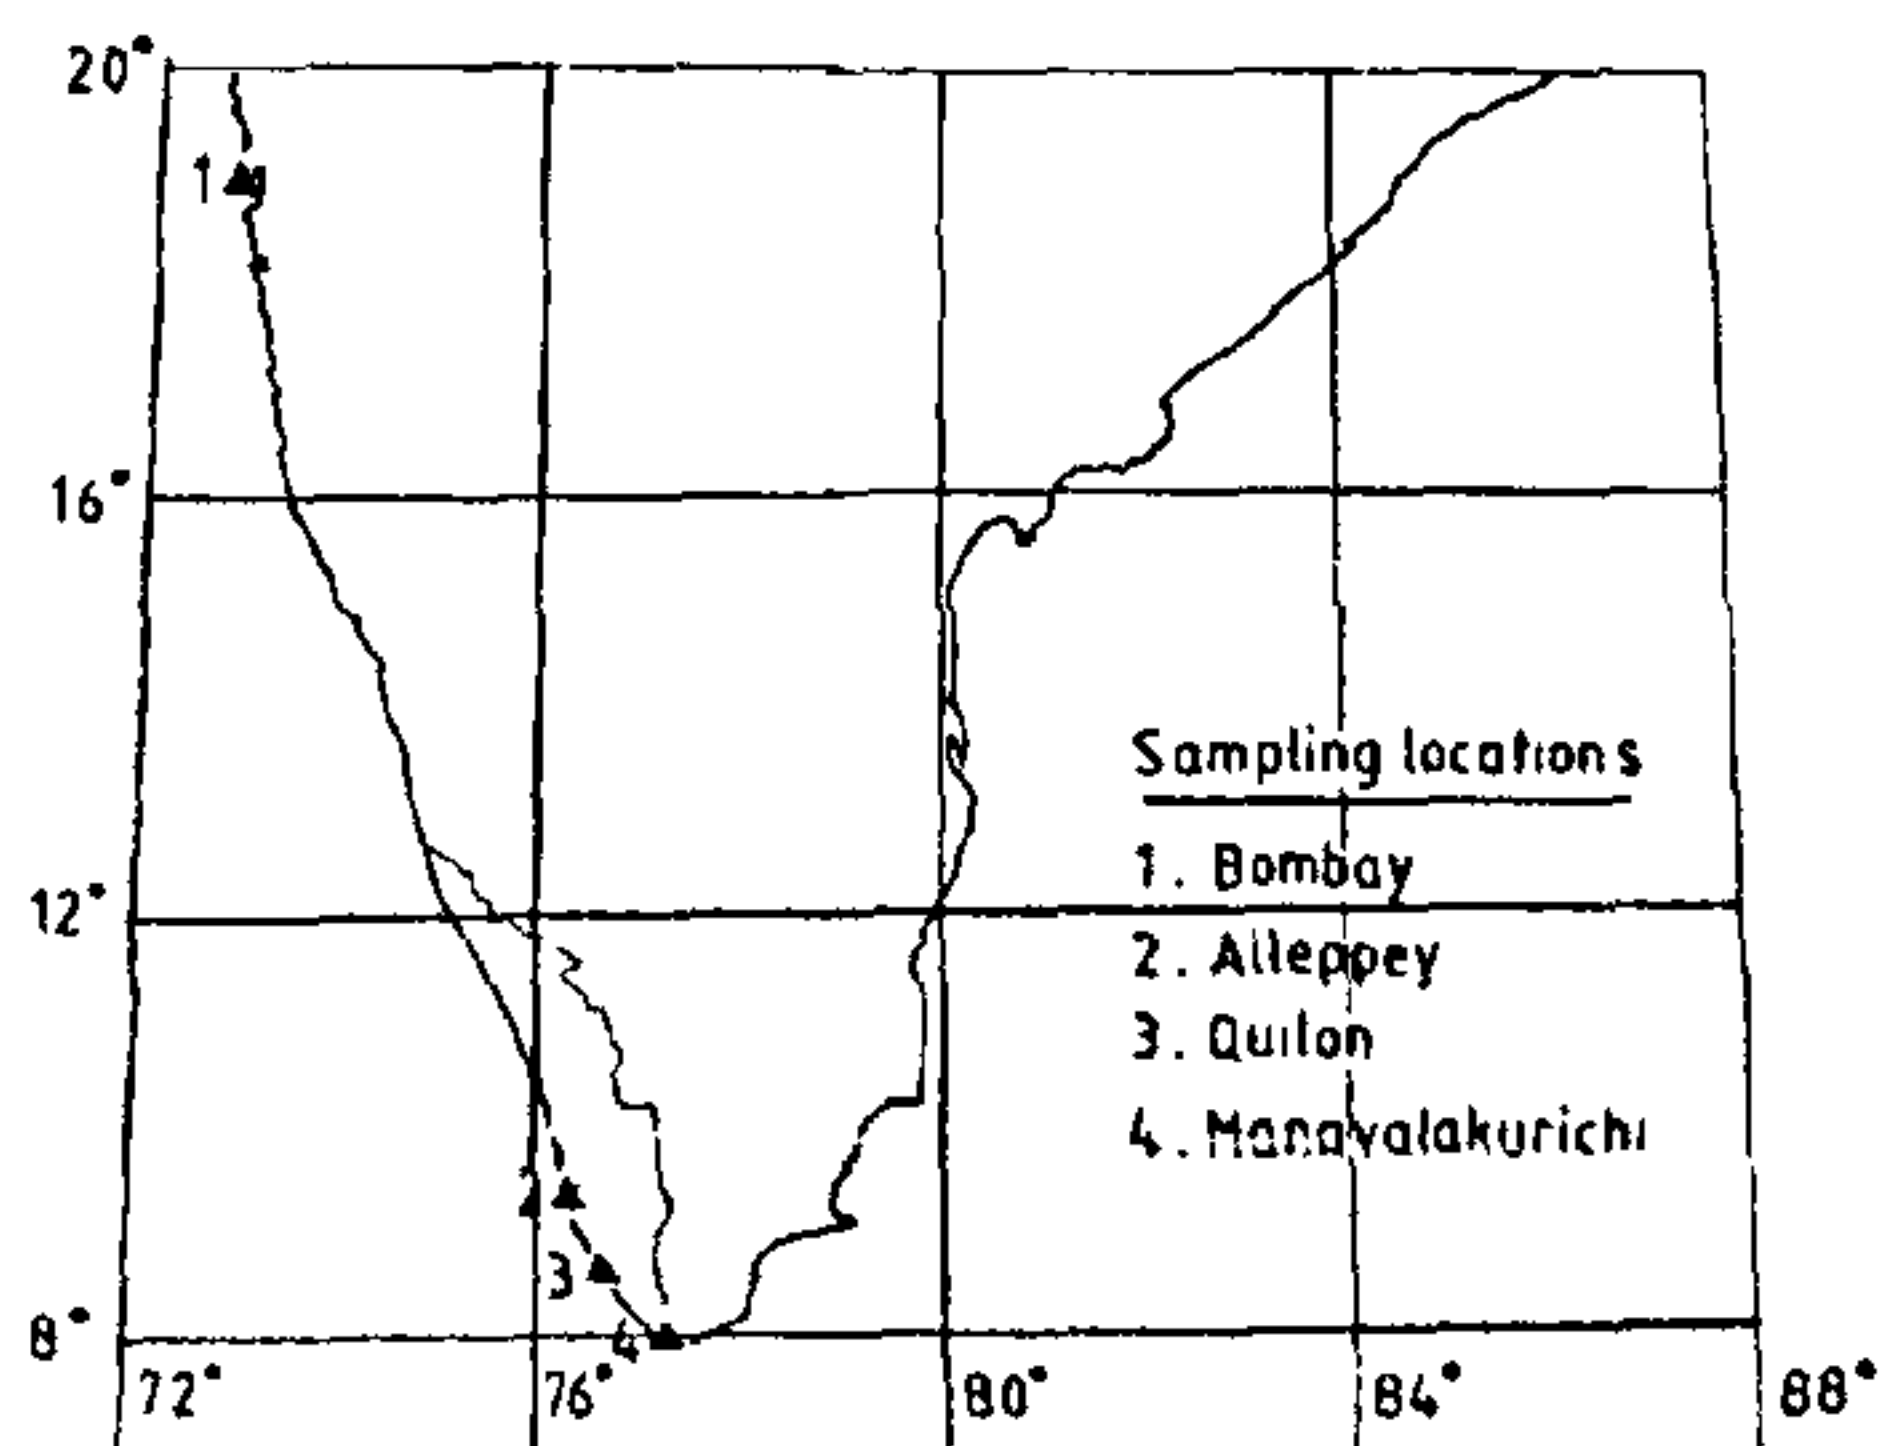 20°
1
16°
Sampling locations
1. Bombay
12°
2. Alleppey
3. Quilon
4. Manavalakurichi
3
4
8°
72° 76° 80° 84° 88°